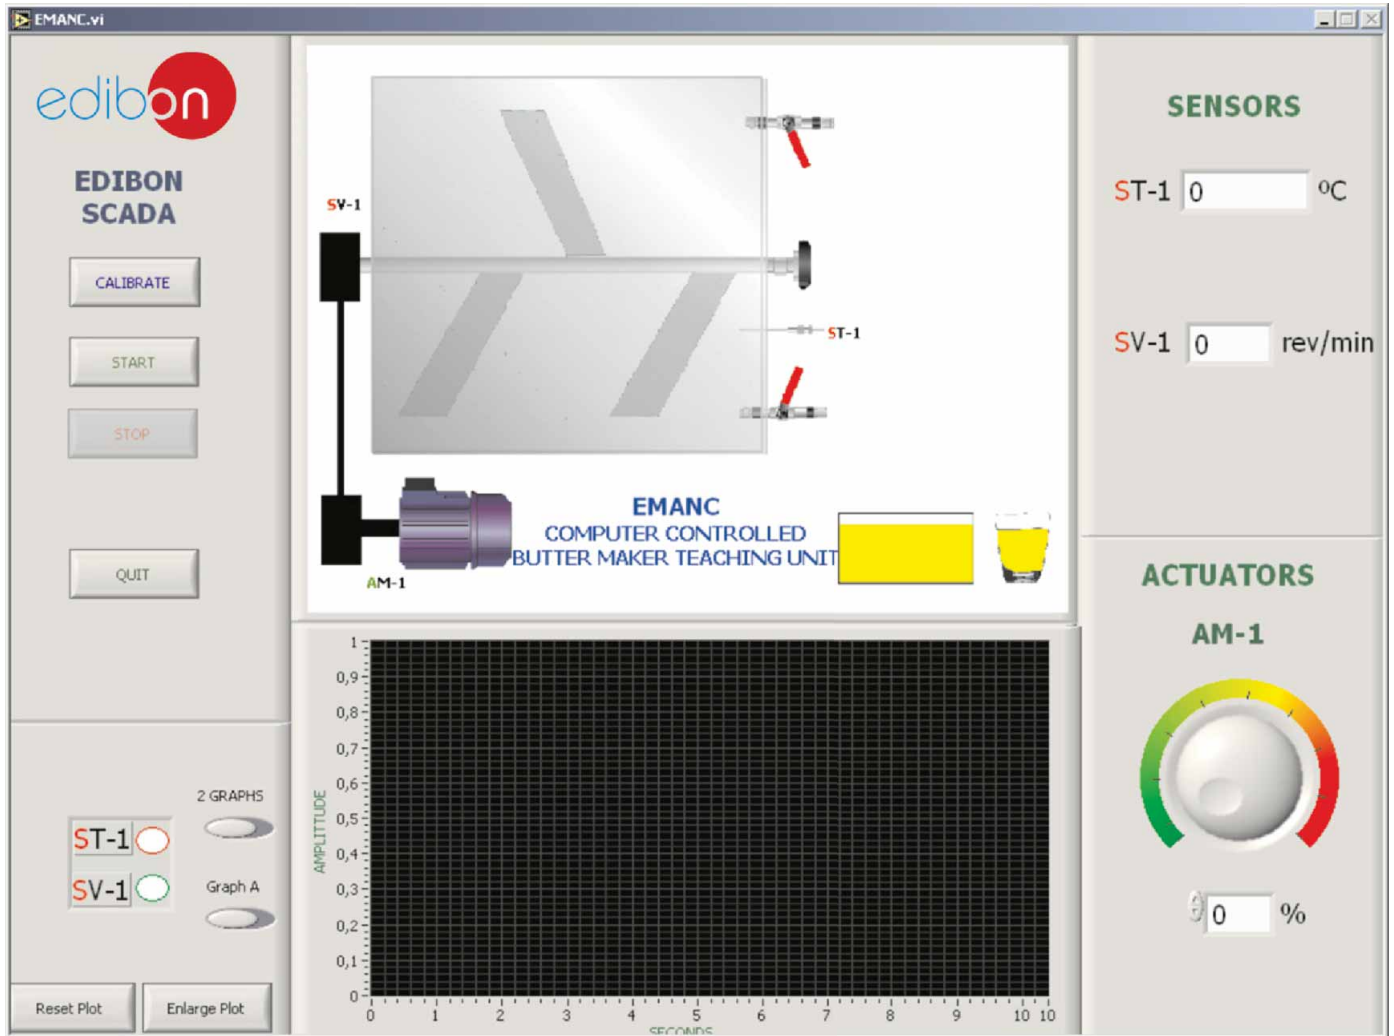 EMANC.vi
edibon
EDIBON
SCADA
CALIBRATE
START
STOP
QUIT
2 GRAPHS
ST-1
SV-1
Graph A
Reset Plot
Enlarge Plot
SV-1
ST-1
AM-1
EMANC
COMPUTER CONTROLLED
BUTTER MAKER TEACHING UNIT
AMPLITTUDE
1
0,9
0,8
0,7
0,6
0,5
0,4
0,3
0,2
0,1
0
0 1 2 3 4 5 6 7 8 9 10 10
SECONDS
SENSORS
ST-1 0 ºC
SV-1 0 rev/min
ACTUATORS
AM-1
0 %